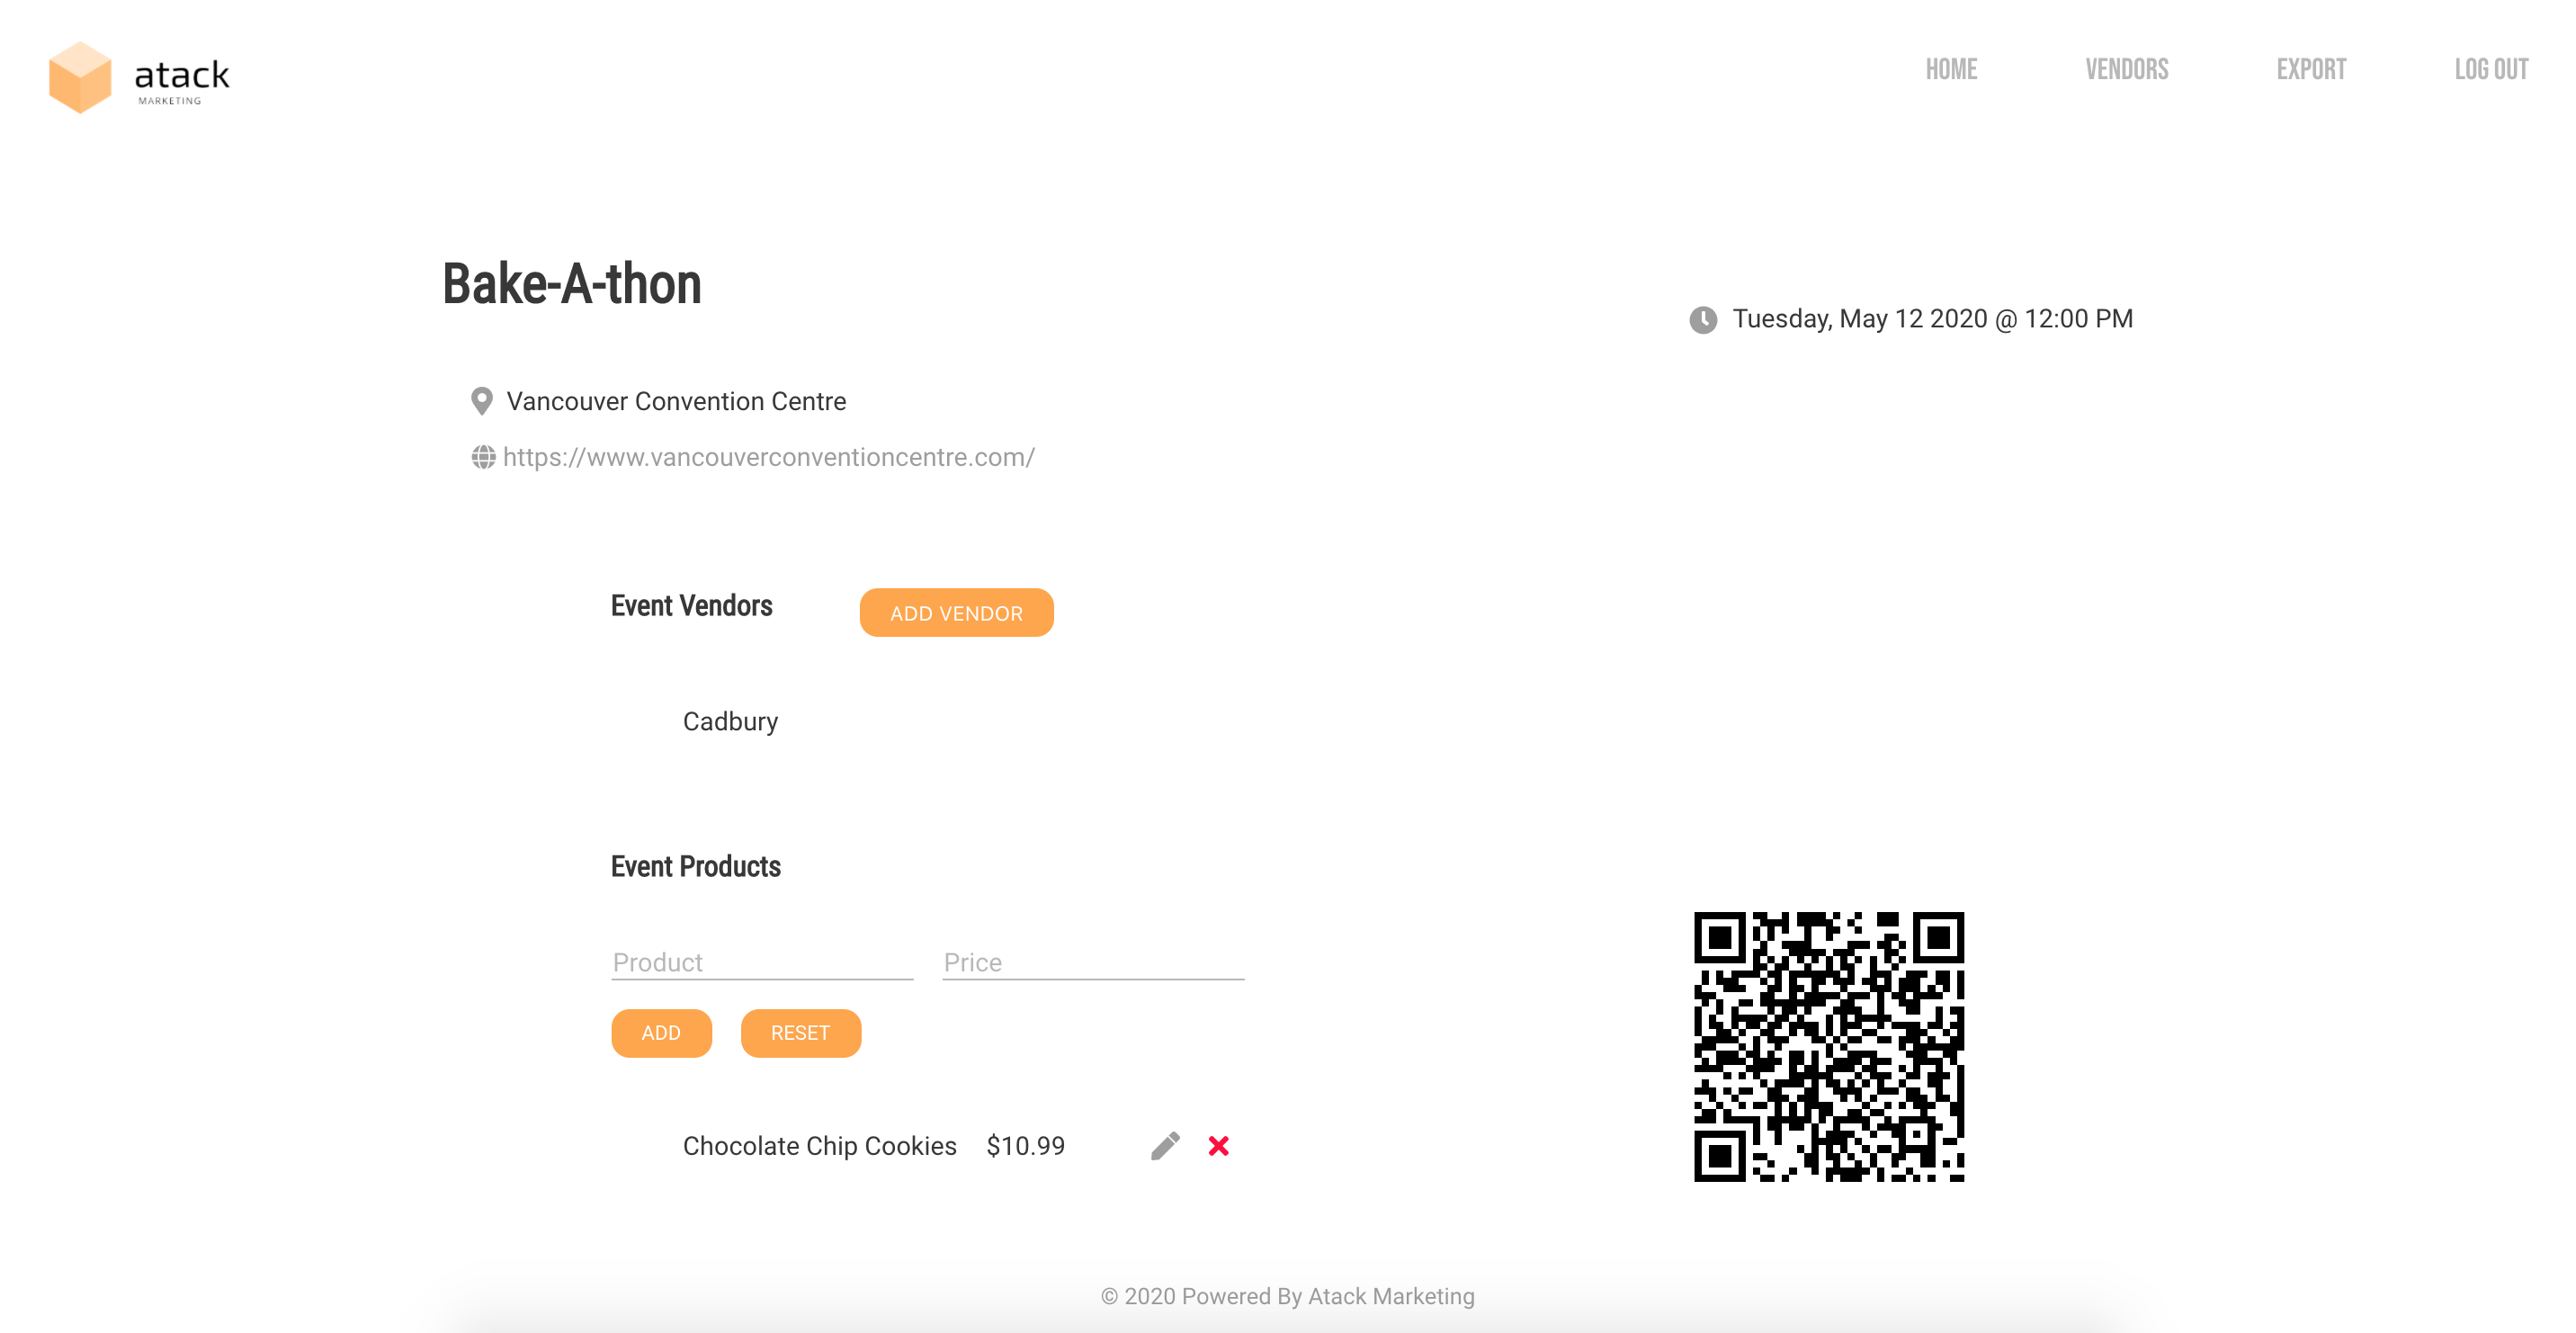 atack
MARKETING
HOME VENDORS EXPORT LOG OUT
Bake-A-thon
Tuesday, May 12 2020 @ 12:00 PM
Vancouver Convention Centre
https://www.vancouverconventioncentre.com/
Event Vendors ADD VENDOR
Cadbury
Event Products
Product Price
ADD RESET
Chocolate Chip Cookies $10.99
© 2020 Powered By Atack Marketing